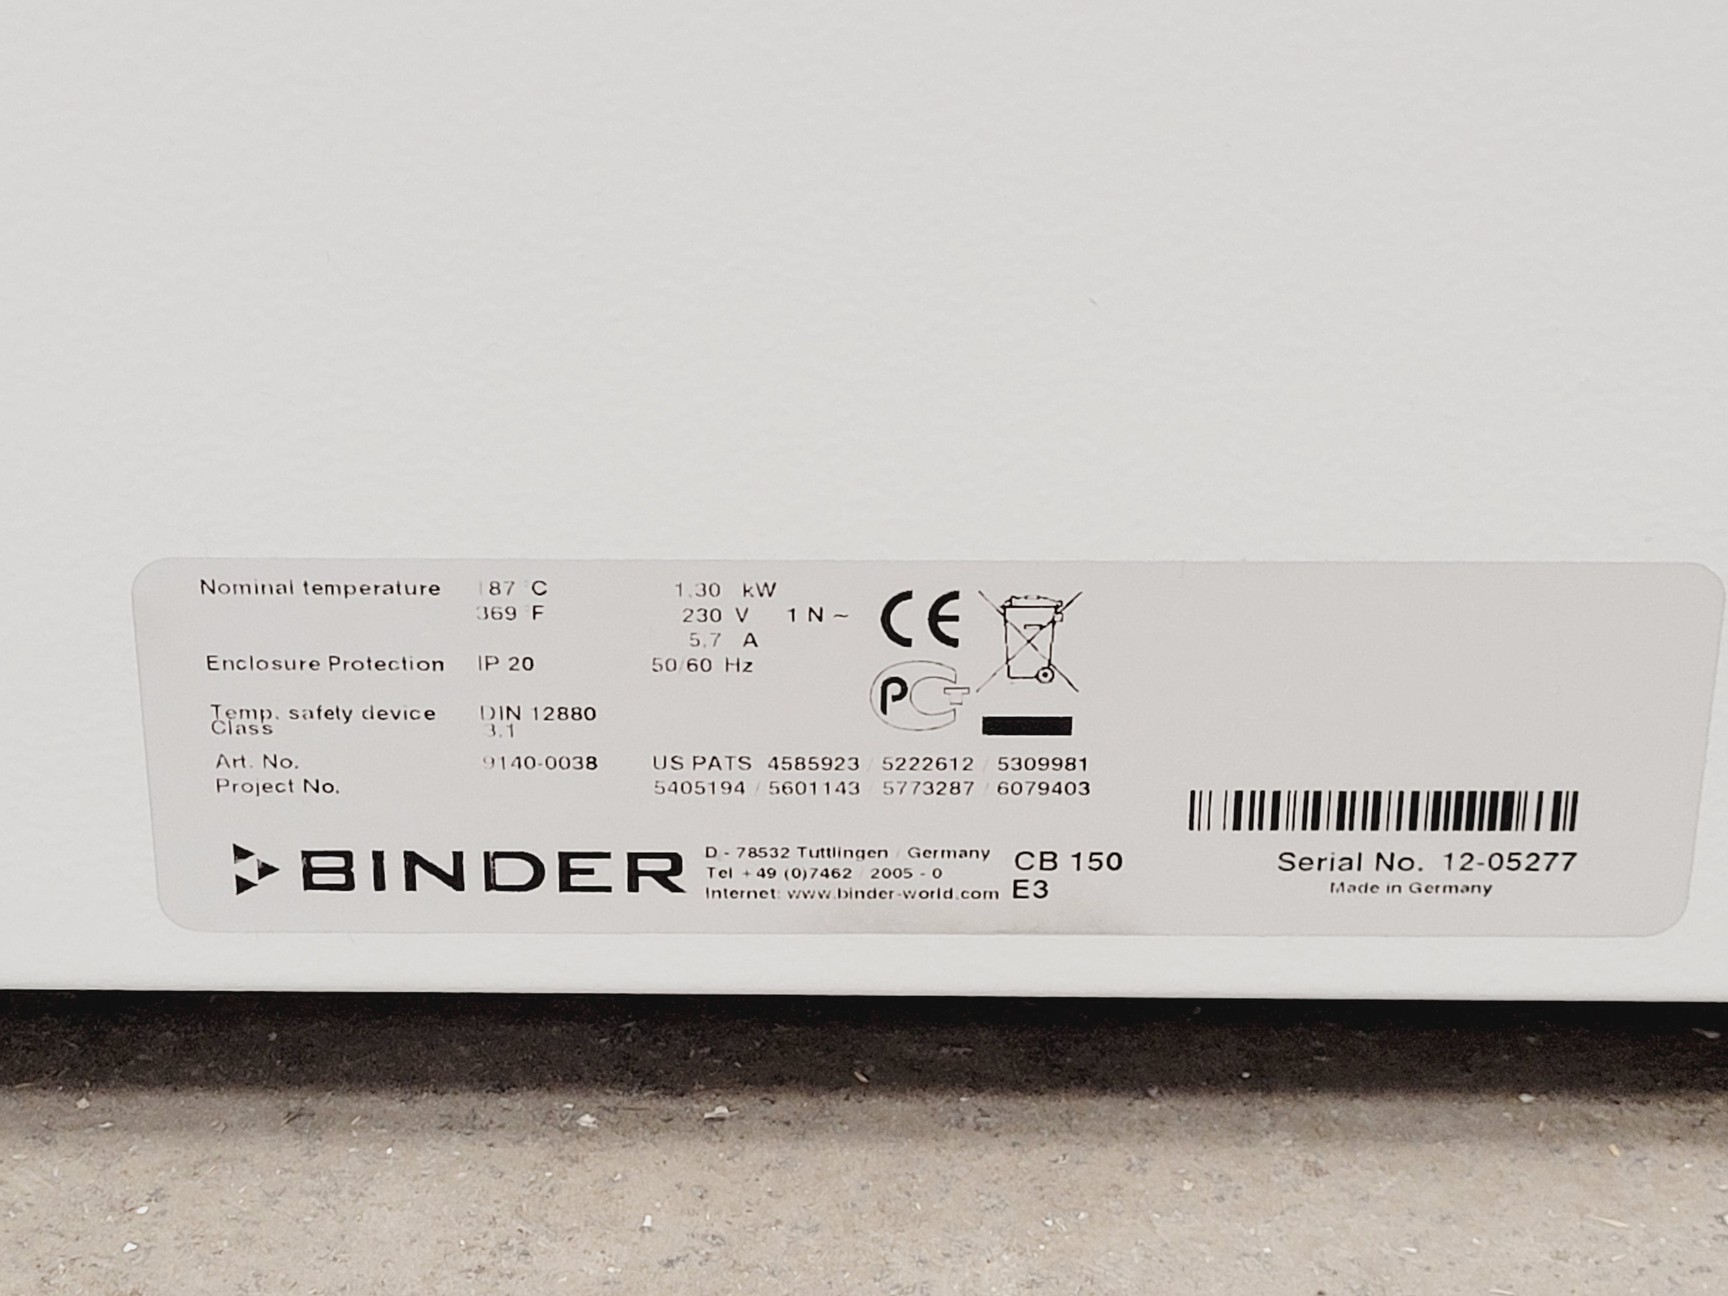 Nominal temperature 187 °C 1,30 kW
369 °F 230 V 1 N ~
5,7 A
Enclosure Protection IP 20 50/60 Hz
Temp. safety device DIN 12880
Class 3.1
Art. No. 9140-0038 US PATS 4585923 / 5222612 / 5309981
Project No. 5405194 / 5601143 / 5773287 / 6079403
CE
PG
BINDER
D - 78532 Tuttlingen / Germany
Tel +49 (0)7462 / 2005 - 0
Internet: www.binder-world.com
CB 150
E3
Serial No. 12-05277
Made in Germany